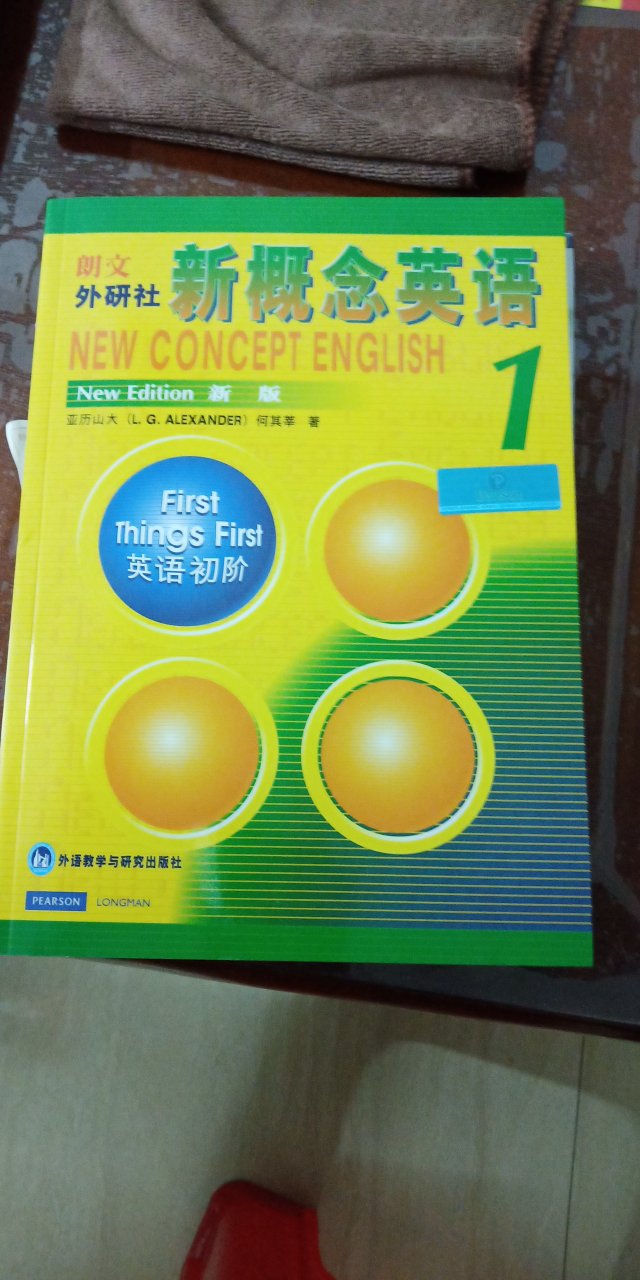 朗文
外研社
新概念英语
NEW CONCEPT ENGLISH
1
New Edition 新 版
亚历山大（L. G. ALEXANDER）何其莘 著
First
Things First
英语初阶
外语教学与研究出版社
PEARSON LONGMAN